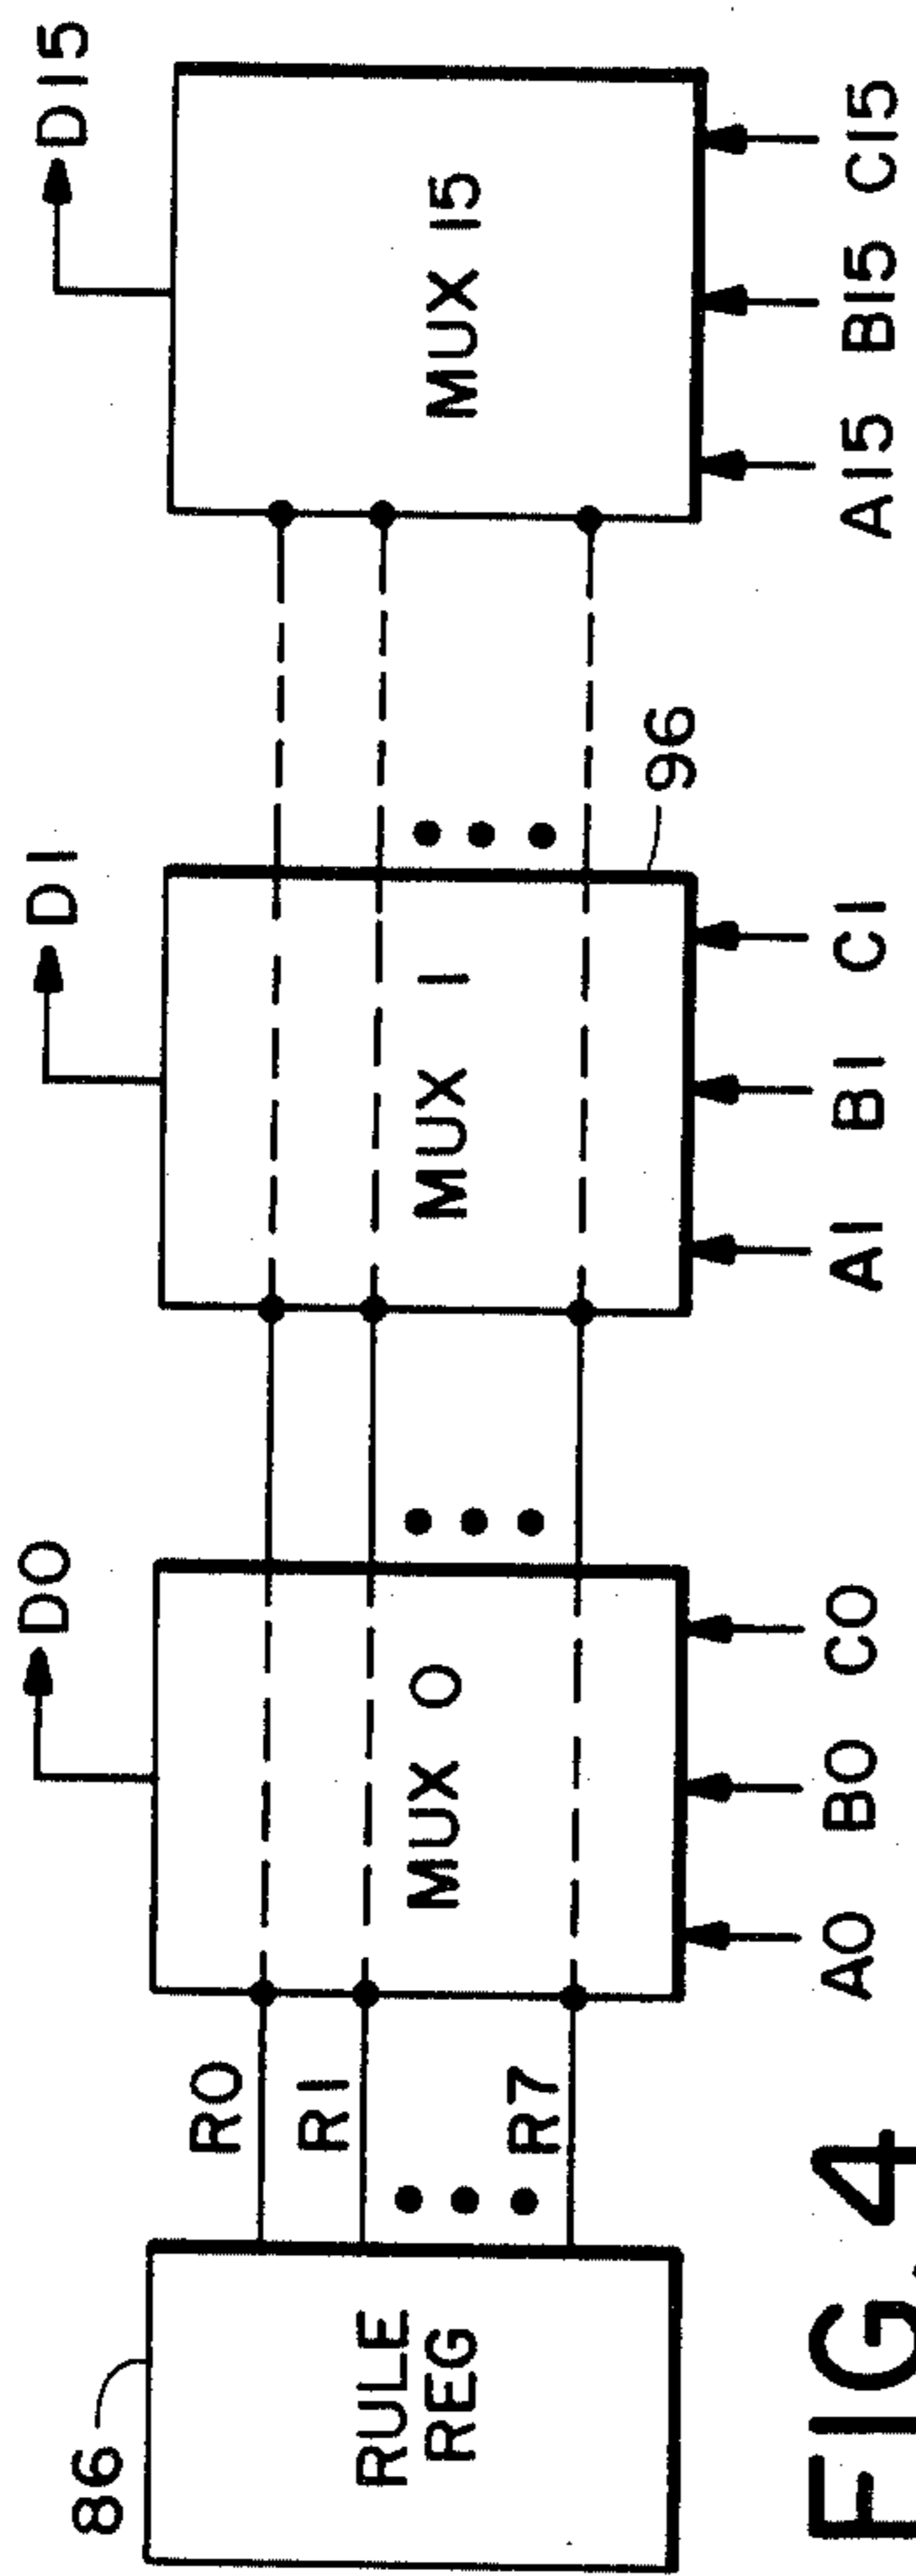 D0
D1
D15
86
RULE
REG
R0
R1
R7
MUX 0
MUX 1
MUX 15
96
A0 B0 C0
A1 B1 C1
A15 B15 C15
FIG. 4